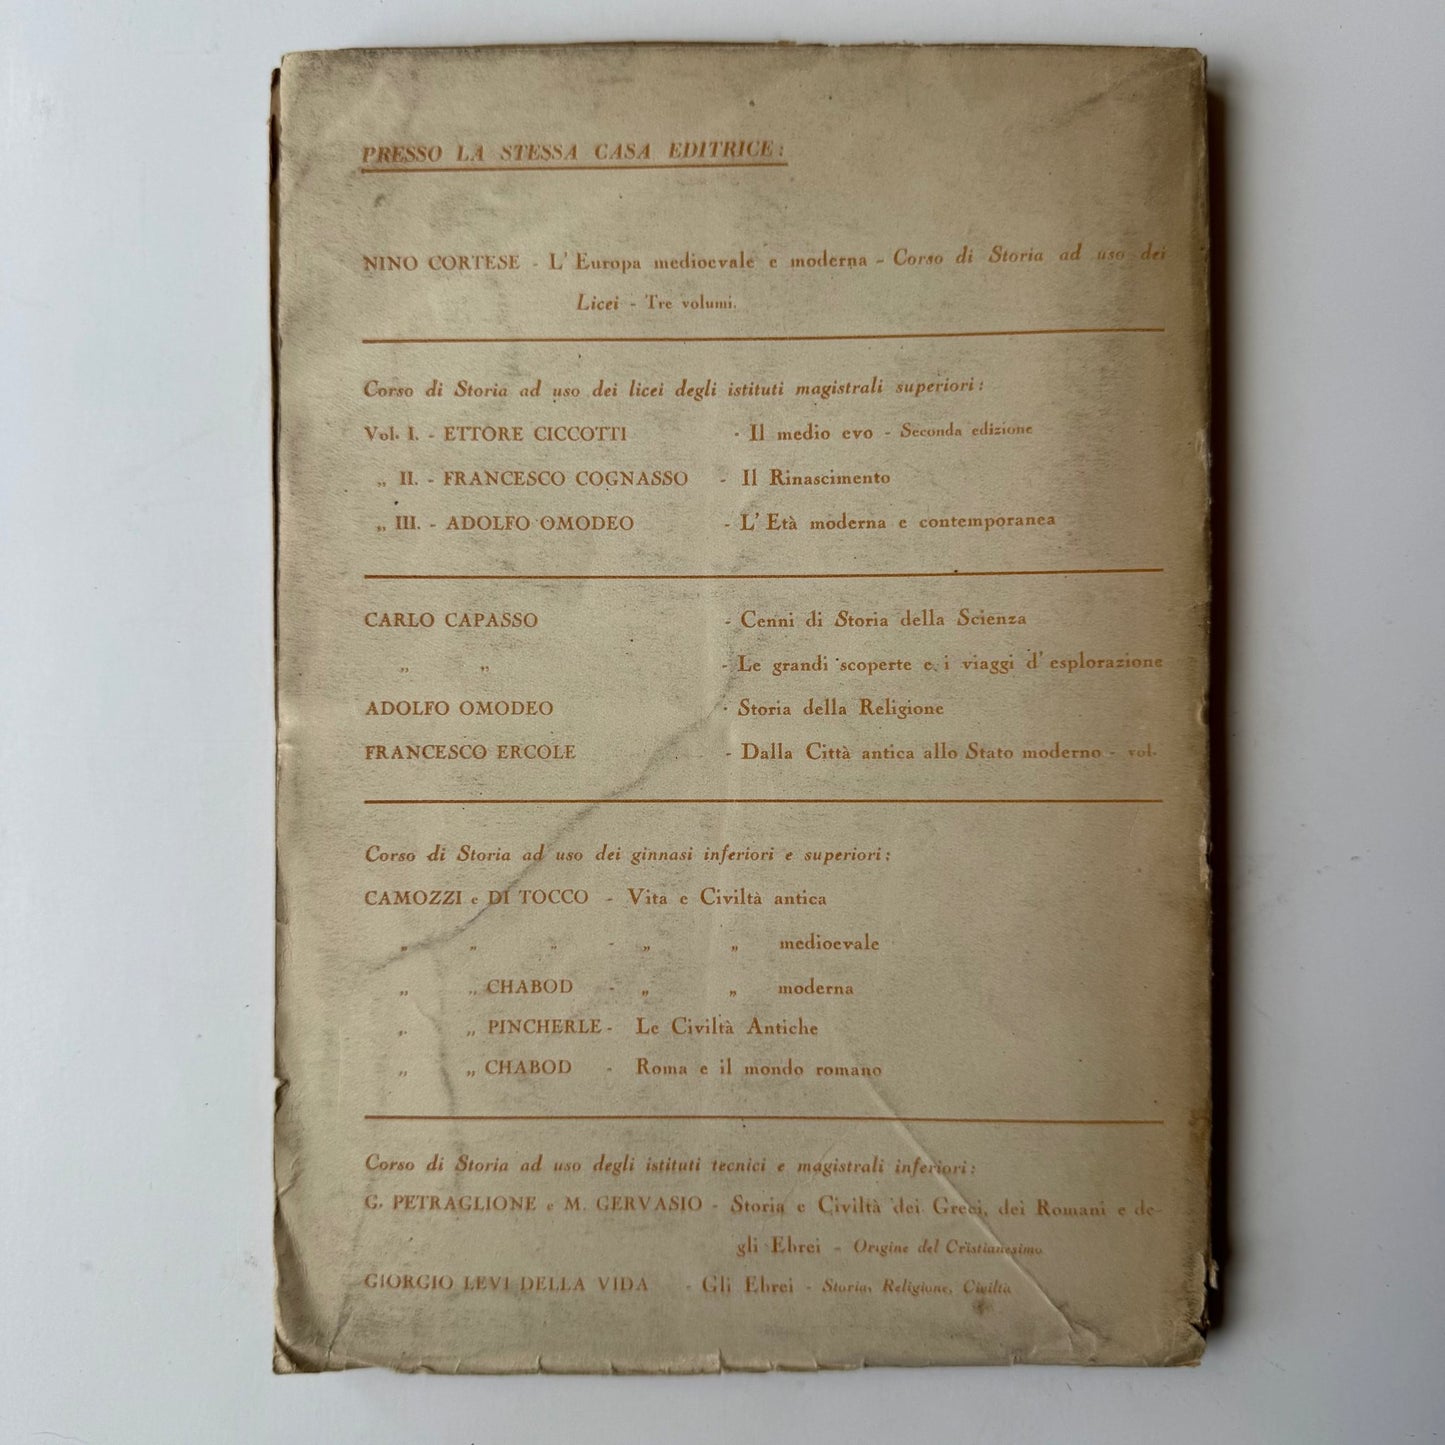 PRESSO LA STESSA CASA EDITRICE:
NINO CORTESE - L' Europa medioevale e moderna - Corso di Storia ad uso dei
Licei - Tre volumi.
Corso di Storia ad uso dei licei degli istituti magistrali superiori:
Vol. I. - ETTORE CICCOTTI - Il medio evo - Seconda edizione
„ II. - FRANCESCO COGNASSO - Il Rinascimento
„ III. - ADOLFO OMODEO - L' Età moderna e contemporanea
CARLO CAPASSO - Cenni di Storia della Scienza
„ „ - Le grandi scoperte e i viaggi d' esplorazione
ADOLFO OMODEO - Storia della Religione
FRANCESCO ERCOLE - Dalla Città antica allo Stato moderno - vol.
Corso di Storia ad uso dei ginnasi inferiori e superiori:
CAMOZZI e DI TOCCO - Vita e Civiltà antica
„ „ „ - „ „ medioevale
„ „ CHABOD - „ „ moderna
„ „ PINCHERLE - Le Civiltà Antiche
„ „ CHABOD - Roma e il mondo romano
Corso di Storia ad uso degli istituti tecnici e magistrali inferiori:
G. PETRAGLIONE e M. GERVASIO - Storia e Civiltà dei Greci, dei Romani e de-
gli Ebrei - Origine del Cristianesimo
GIORGIO LEVI DELLA VIDA - Gli Ebrei - Storia, Religione, Civiltà